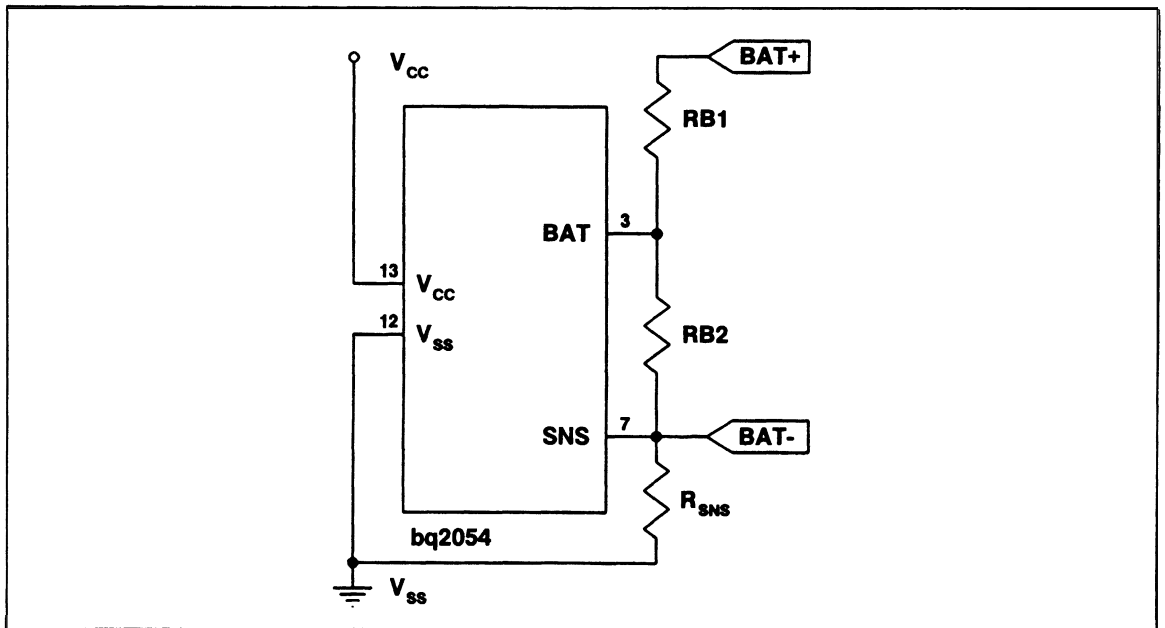 BAT+
V_CC
RB1
BAT 3
13
V_CC
12
V_SS
RB2
SNS 7
BAT-
R_SNS
bq2054
V_SS